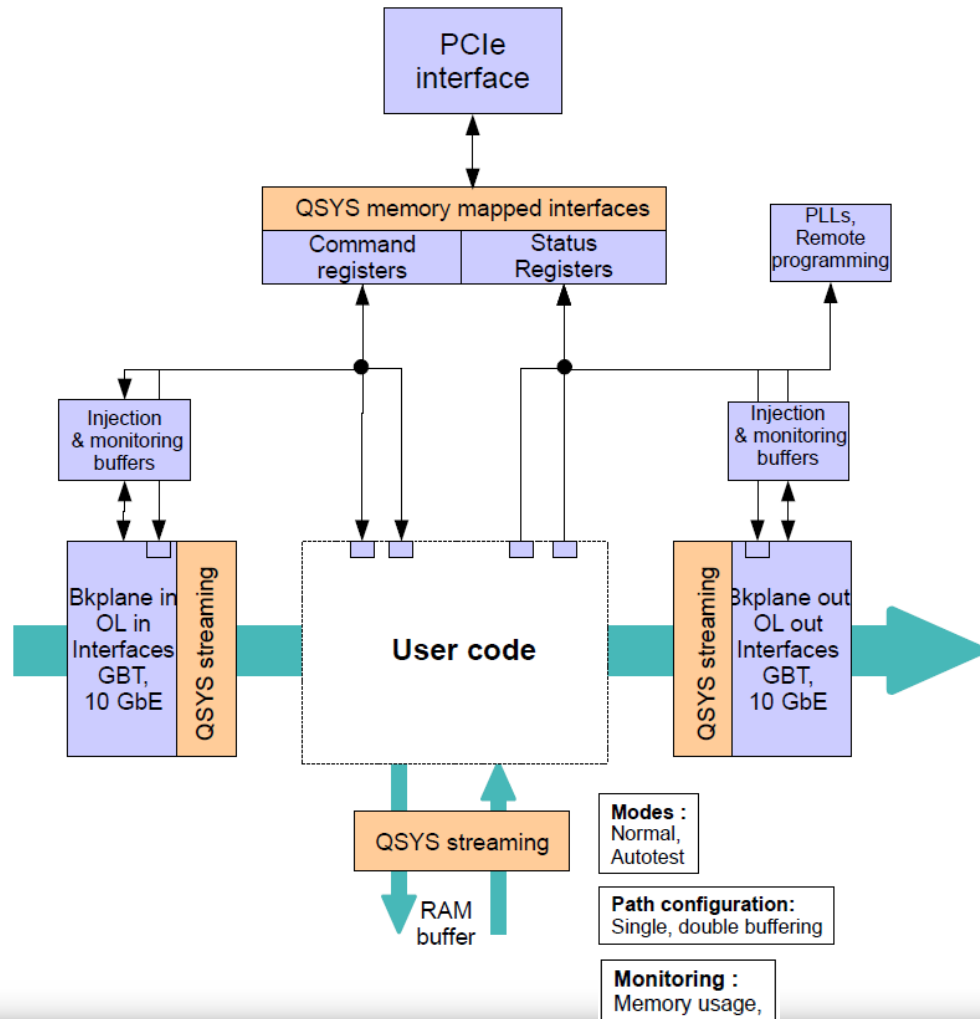 PCIe
interface
QSYS memory mapped interfaces
Command
registers
Status
Registers
PLLs,
Remote
programming
Injection
& monitoring
buffers
Injection
& monitoring
buffers
Bkplane in
OL in
Interfaces
GBT,
10 GbE
QSYS streaming
User code
QSYS streaming
Bkplane out
OL out
Interfaces
GBT,
10 GbE
QSYS streaming
RAM
buffer
Modes :
Normal,
Autotest
Path configuration:
Single, double buffering
Monitoring :
Memory usage,